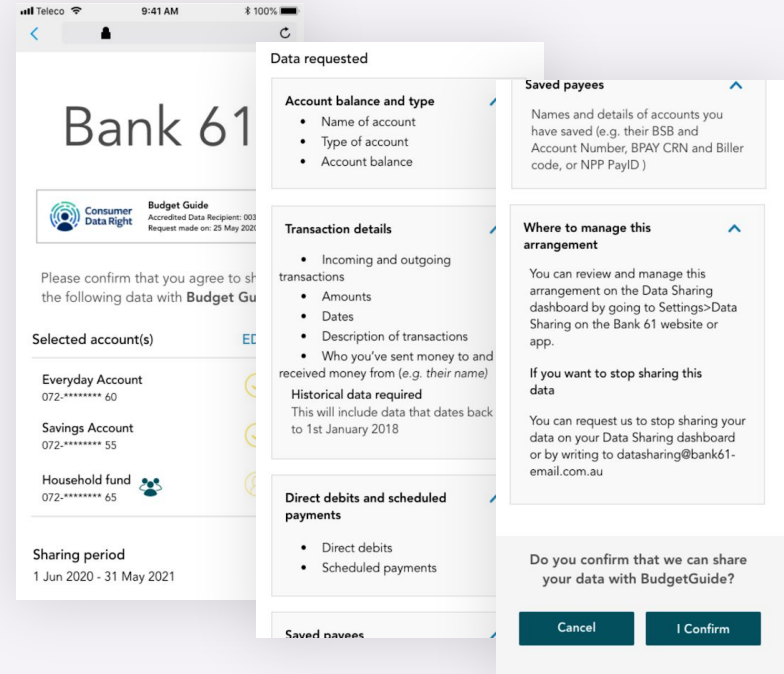 Teleco
9:41 AM
100%
Bank 61
Consumer
Data Right
Budget Guide
Accredited Data Recipient: 003
Request made on: 25 May 2020
Please confirm that you agree to sh
the following data with Budget Gu
Selected account(s)
ED
Everyday Account
072-******** 60
Savings Account
072-******** 55
Household fund
072-******** 65
Sharing period
1 Jun 2020 - 31 May 2021
Data requested
Account balance and type
• Name of account
• Type of account
• Account balance
Transaction details
• Incoming and outgoing
transactions
• Amounts
• Dates
• Description of transactions
• Who you've sent money to and
received money from (e.g. their name)
Historical data required
This will include data that dates back
to 1st January 2018
Direct debits and scheduled
payments
• Direct debits
• Scheduled payments
Saved payees
Saved payees
Names and details of accounts you
have saved (e.g. their BSB and
Account Number, BPAY CRN and Biller
code, or NPP PayID )
Where to manage this
arrangement
You can review and manage this
arrangement on the Data Sharing
dashboard by going to Settings>Data
Sharing on the Bank 61 website or
app.
If you want to stop sharing this
data
You can request us to stop sharing your
data on your Data Sharing dashboard
or by writing to datasharing@bank61-
email.com.au
Do you confirm that we can share
your data with BudgetGuide?
Cancel
I Confirm